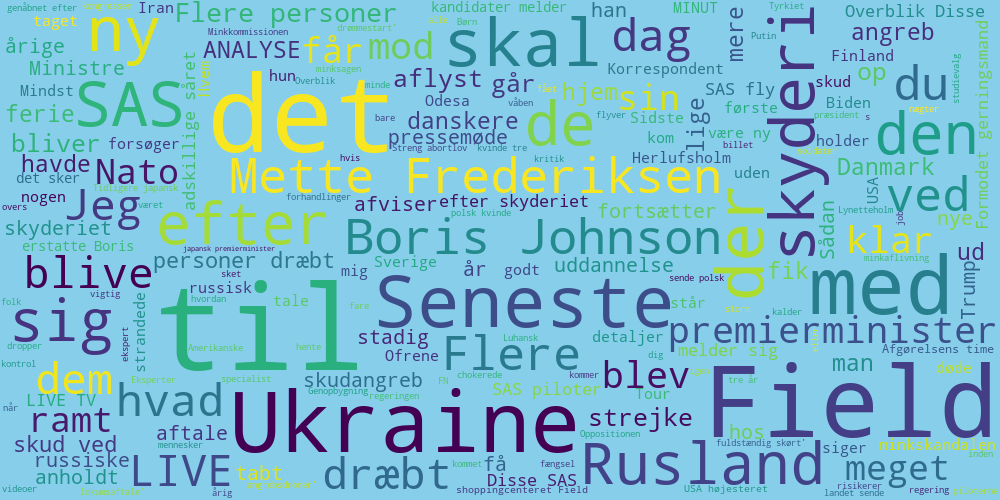 genåbnet efter
kongressen
Iran
Flere personer
kandidater melder
han
MINUT
Tyrkiet
Overblik Disse
taget
ny
Minkkommissionen
drømmestart
sale
Børn
skal
dag
mere
Putin
angreb
årige
SAS
ANALYSE
får
mod
Korrespondent
Finland
studievalg
Ministre
adskillige såret
hun
Overblik
minksagen
minde
aflyst
går
hjem
sin
SAS fly
skud
Biden
op
du
Mindst
det
Odesa
våben
flyver
Sidste
lige
første
præsident
s
ferie
danskere
de
kom
være ny
holder
den
bliver
forsøger
bare
pressemøde
Streng abortlov
kvinde tre
Herlufsholm
billet
skyderi
Formodet gerningsmand
havde
Nato
Mette Frederiksen
hvis
kritik
uden
Danmark
det sker
Tidligere japansk
forhandlinger
USA
ved
nogen
Jeg
været
afviser
efter skyderiet
fortsætter
der
Sådan
Lynetteholm
job
nye
overs
efter
polsk kvinde
skyderiet
Boris Johnson
klar
ud
erstatte Boris
japansk premierminister
minkaflivning
blive
personer dræbt
Sverige
år
godt
uddannelse
fik
med
Trump
sket
mig
sende polsk
folk
vigtig
russisk
hvordan
tale
fare
Seneste
står
kalder
sig
strandede
til
stadig
Luhansk
detaljer
premierminister
dropper
ekspert
Amerikanske
hente
Ofrene
Flere
dig
melder sig
man
Afgørelsens time
kontrol
dem
Eksperter
specialist
skudangreb
chokerede
kommer
blev
tre år
Field
Døde
LIVE TV
hvad
Genopbygning
FN
SAS piloter
Tour
når
regeringen
Ukraine
strejke
ramt
aftale
Oppositionen
hos
fuldstændig skørt'
siger
minkskandalen
skud ved
mennesker
inden
russiske
LIVE
tabt
dræbt
kommet
få
fængsel
Rusland
meget
anholdt
Disse SAS
risikerer
videoer
årig
shoppingcenteret Field
USA højesteret
landet sende
regering